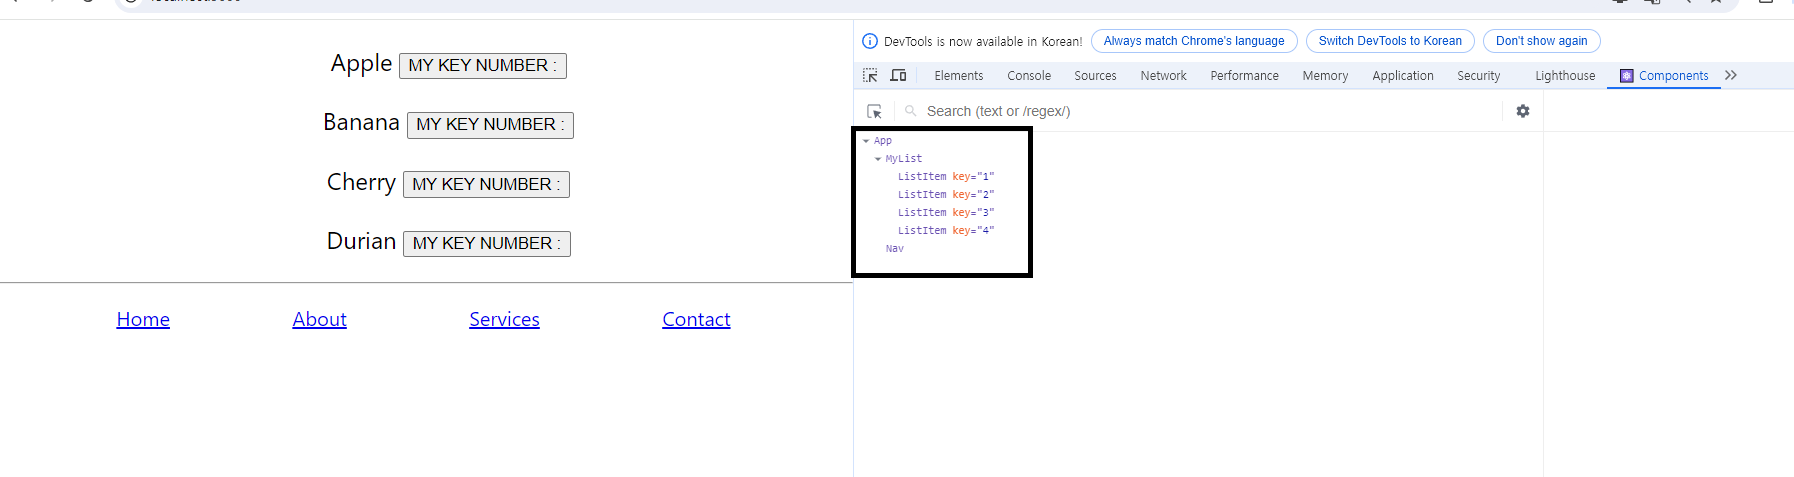 Apple MY KEY NUMBER :
Banana MY KEY NUMBER :
Cherry MY KEY NUMBER :
Durian MY KEY NUMBER :
Home About Services Contact
DevTools is now available in Korean! Always match Chrome's language Switch DevTools to Korean Don't show again
Elements Console Sources Network Performance Memory Application Security Lighthouse Components
Search (text or /regex/)
App
MyList
ListItem key="1"
ListItem key="2"
ListItem key="3"
ListItem key="4"
Nav